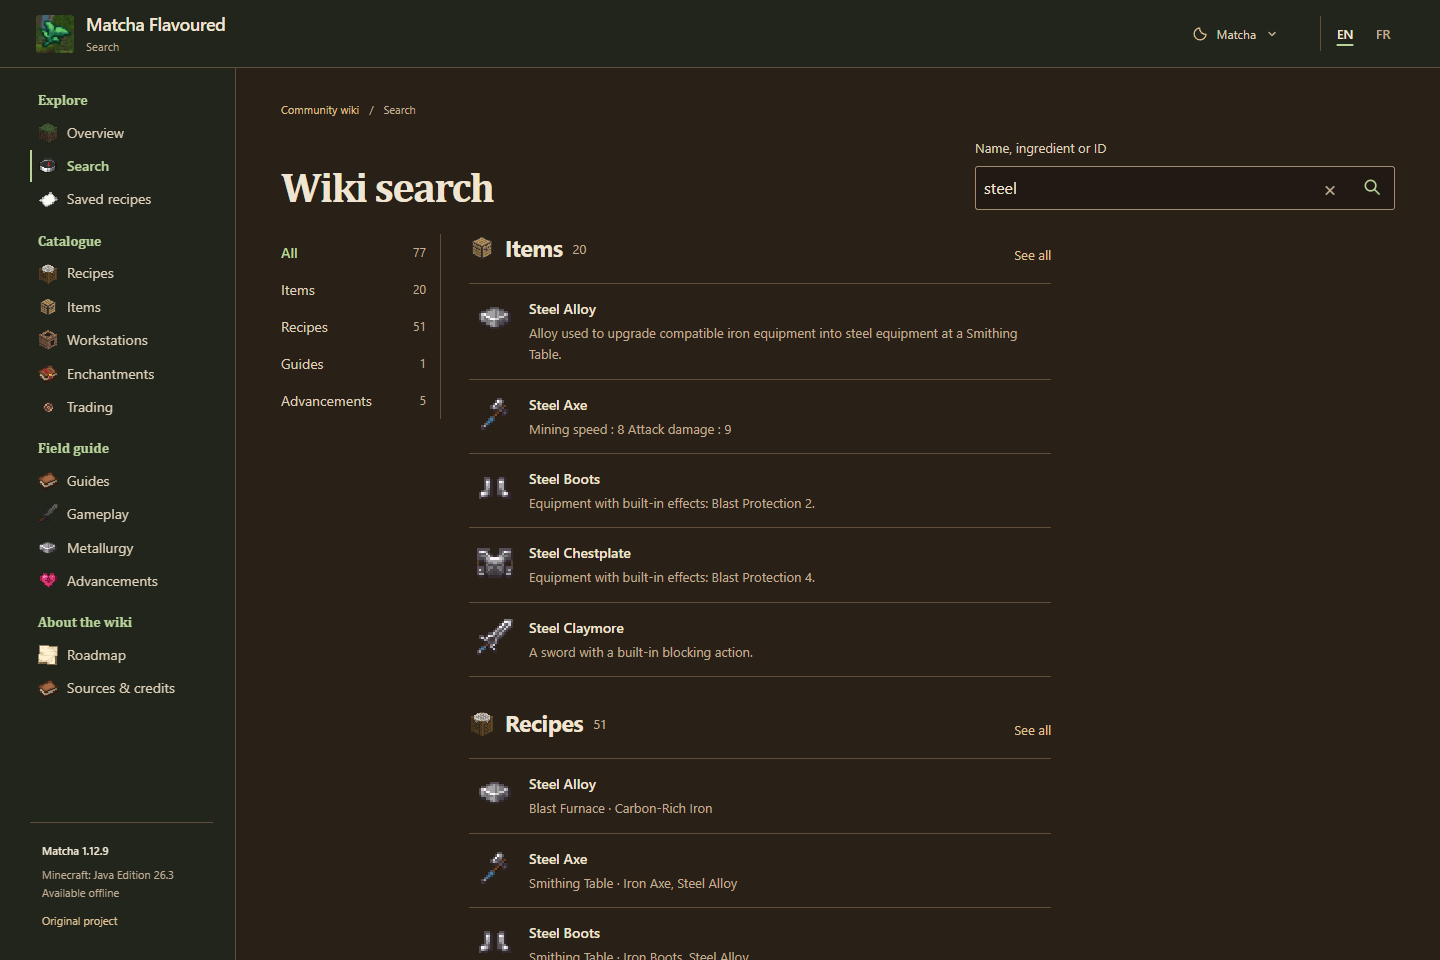 Matcha Flavoured
Search
Matcha
EN
FR
Explore
Overview
Search
Saved recipes
Catalogue
Recipes
Items
Workstations
Enchantments
Trading
Field guide
Guides
Gameplay
Metallurgy
Advancements
About the wiki
Roadmap
Sources & credits
Matcha 1.12.9
Minecraft: Java Edition 26.3
Available offline
Original project
Community wiki / Search
Wiki search
Name, ingredient or ID
steel
All 77
Items 20
Recipes 51
Guides 1
Advancements 5
Items 20
See all
Steel Alloy
Alloy used to upgrade compatible iron equipment into steel equipment at a Smithing
Table.
Steel Axe
Mining speed : 8 Attack damage : 9
Steel Boots
Equipment with built-in effects: Blast Protection 2.
Steel Chestplate
Equipment with built-in effects: Blast Protection 4.
Steel Claymore
A sword with a built-in blocking action.
Recipes 51
See all
Steel Alloy
Blast Furnace · Carbon-Rich Iron
Steel Axe
Smithing Table · Iron Axe, Steel Alloy
Steel Boots
Smithing Table · Iron Boots, Steel Alloy